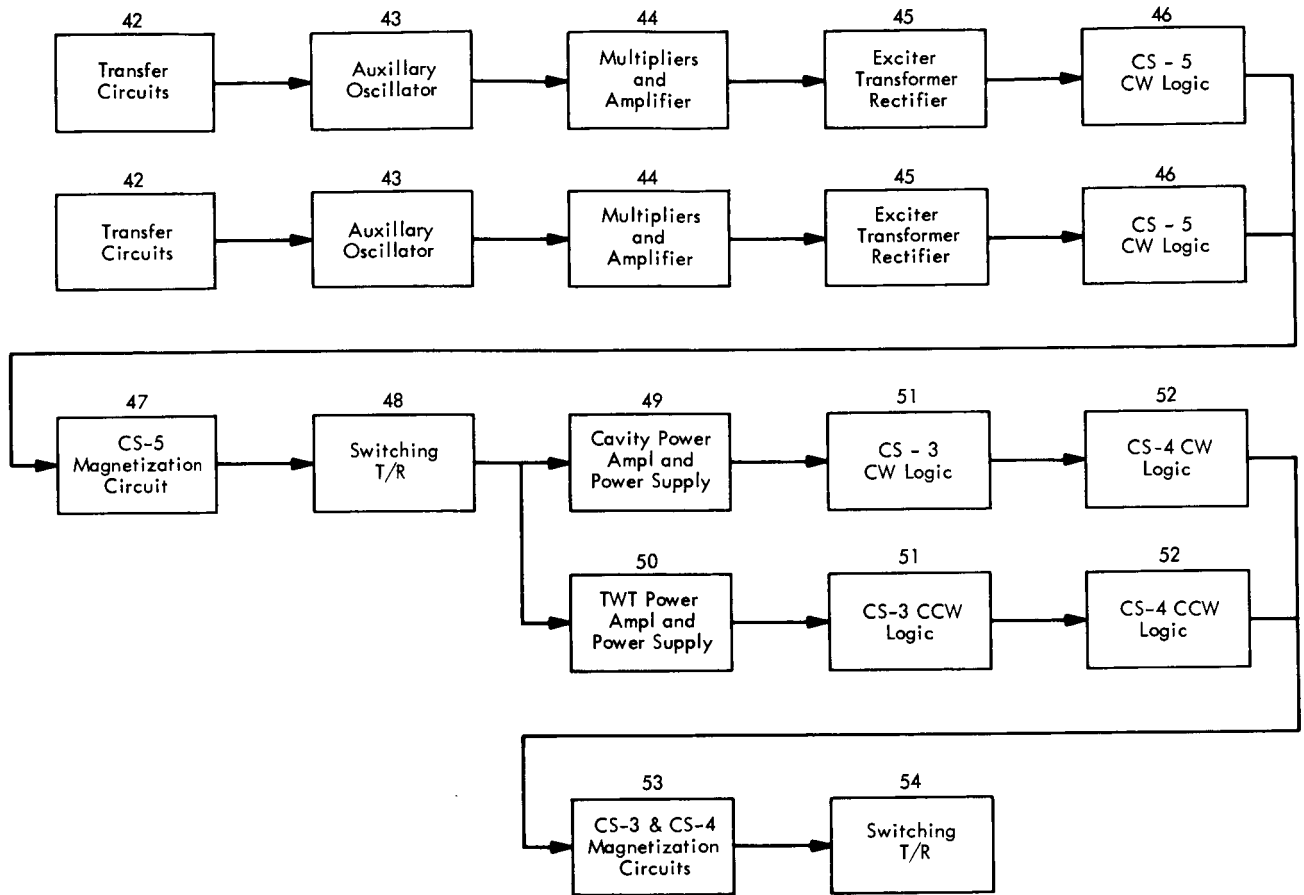 42
43
44
45
46
Transfer
Circuits
Auxillary
Oscillator
Multipliers
and
Amplifier
Exciter
Transformer
Rectifier
CS - 5
CW Logic
42
43
44
45
46
Transfer
Circuits
Auxillary
Oscillator
Multipliers
and
Amplifier
Exciter
Transformer
Rectifier
CS - 5
CW Logic
47
48
49
51
52
CS-5
Magnetization
Circuit
Switching
T/R
Cavity Power
Ampl and
Power Supply
CS - 3
CW Logic
CS-4 CW
Logic
50
51
52
TWT Power
Ampl and
Power Supply
CS-3 CCW
Logic
CS-4 CCW
Logic
53
54
CS-3 & CS-4
Magnetization
Circuits
Switching
T/R